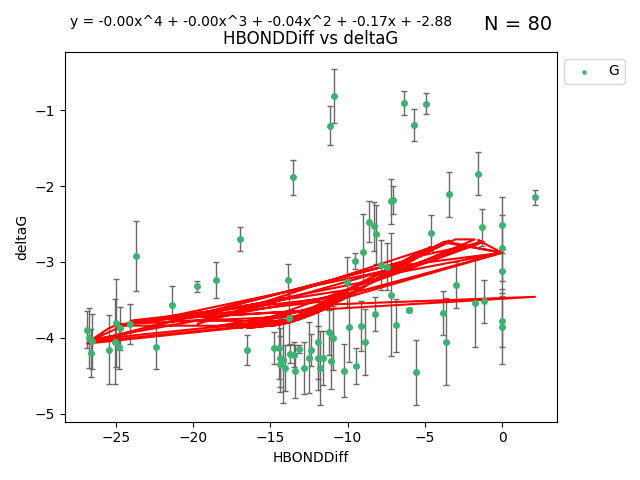 y = -0.00x^4 + -0.00x^3 + -0.04x^2 + -0.17x + -2.88
N = 80
HBONDDiff vs deltaG
G
deltaG
−1
−2
−3
−4
−5
−25
−20
−15
−10
−5
0
HBONDDiff